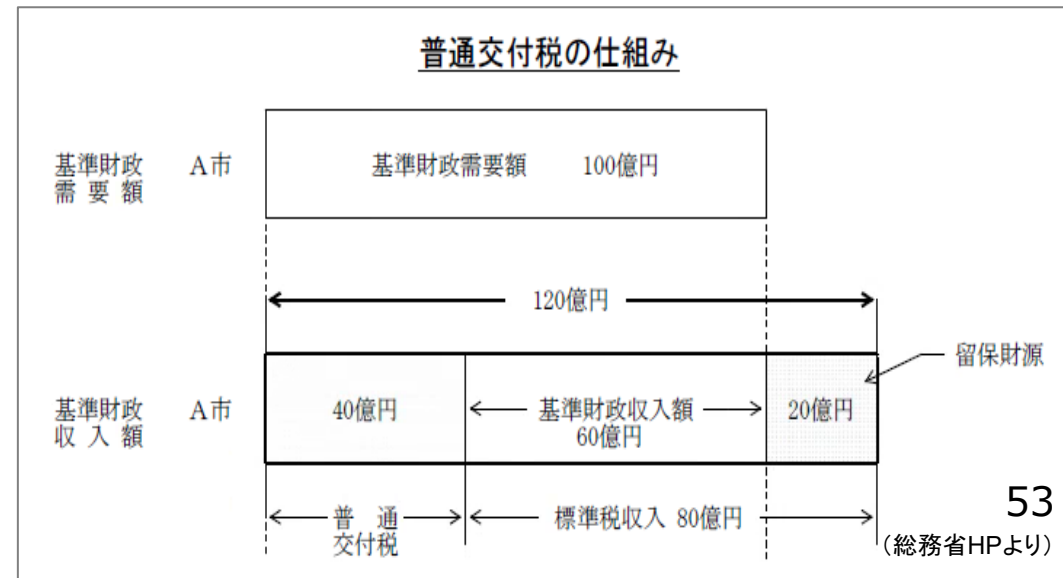 普通交付税の仕組み
基準財政
需要額
A市
基準財政需要額 100億円
120億円
留保財源
基準財政
収入額
A市
40億円
基準財政収入額
60億円
20億円
普通
交付税
標準税収入 80億円
53
(総務省HPより)